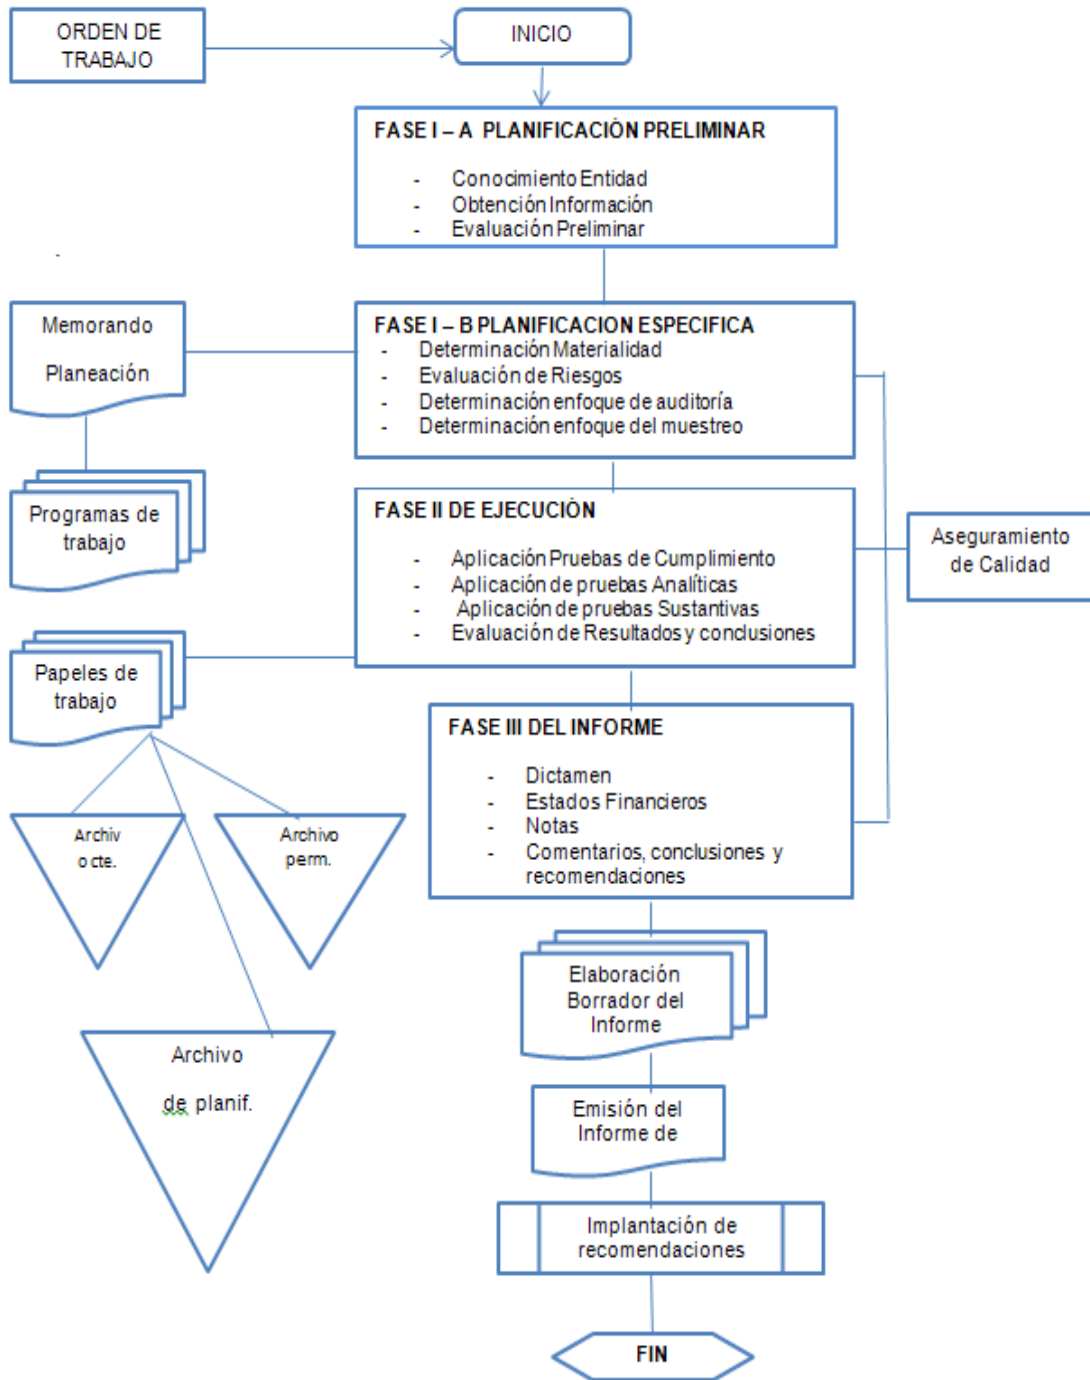 ORDEN DE
TRABAJO
INICIO
FASE I – A  PLANIFICACIÓN PRELIMINAR
- Conocimiento Entidad
- Obtención Información
- Evaluación Preliminar
-
Memorando
Planeación
FASE I – B PLANIFICACION ESPECIFICA
- Determinación Materialidad
- Evaluación de Riesgos
- Determinación enfoque de auditoría
- Determinación enfoque del muestreo
Programas de
trabajo
FASE II DE EJECUCIÓN
- Aplicación Pruebas de Cumplimiento
- Aplicación de pruebas Analíticas
- Aplicación de pruebas Sustantivas
- Evaluación de Resultados y conclusiones
Aseguramiento
de Calidad
Papeles de
trabajo
FASE III DEL INFORME
- Dictamen
- Estados Financieros
- Notas
- Comentarios, conclusiones y
recomendaciones
Archiv
o cte.
Archivo
perm.
Elaboración
Borrador del
Informe
Archivo
de planif.
Emisión del
Informe de
Implantación de
recomendaciones
FIN